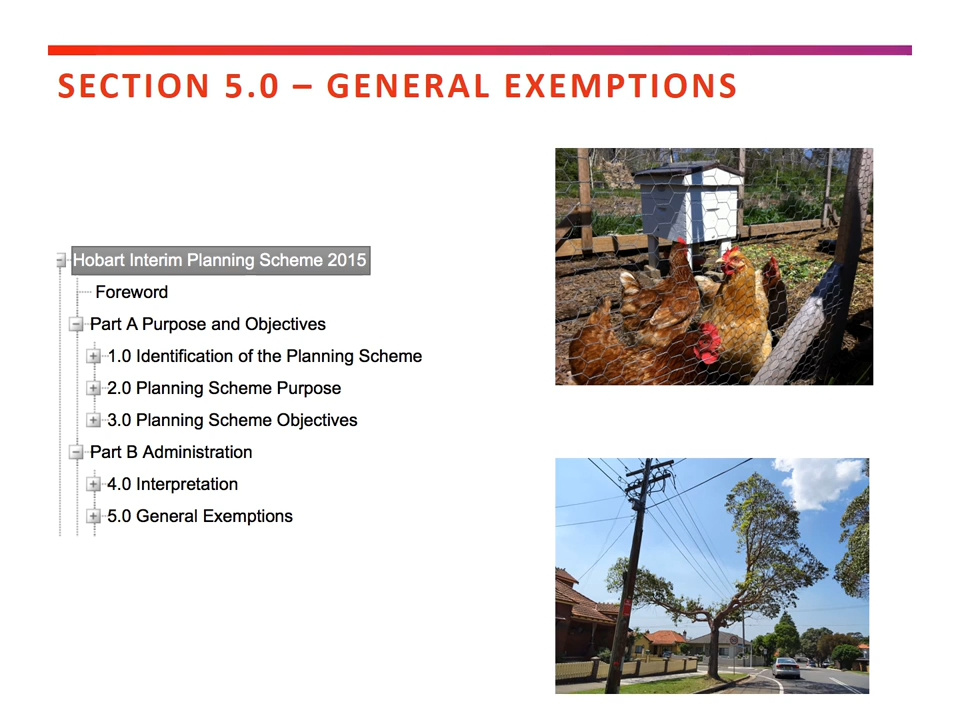 SECTION 5.0 – GENERAL EXEMPTIONS
Hobart Interim Planning Scheme 2015
Foreword
Part A Purpose and Objectives
1.0 Identification of the Planning Scheme
2.0 Planning Scheme Purpose
3.0 Planning Scheme Objectives
Part B Administration
4.0 Interpretation
5.0 General Exemptions